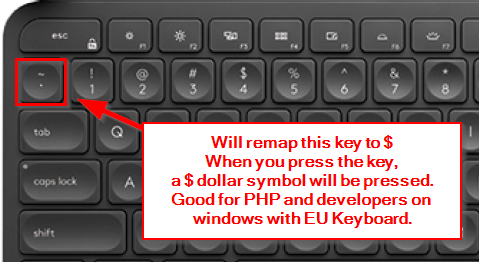 esc F1 F2 F3 F4 F5 F6 F7
~ ! @ # $ % ^ & *
` 1 2 3 4 5 6 7 8
tab Q
Will remap this key to $
When you press the key,
a $ dollar symbol will be pressed.
Good for PHP and developers on
windows with EU Keyboard.
caps lock A
shift